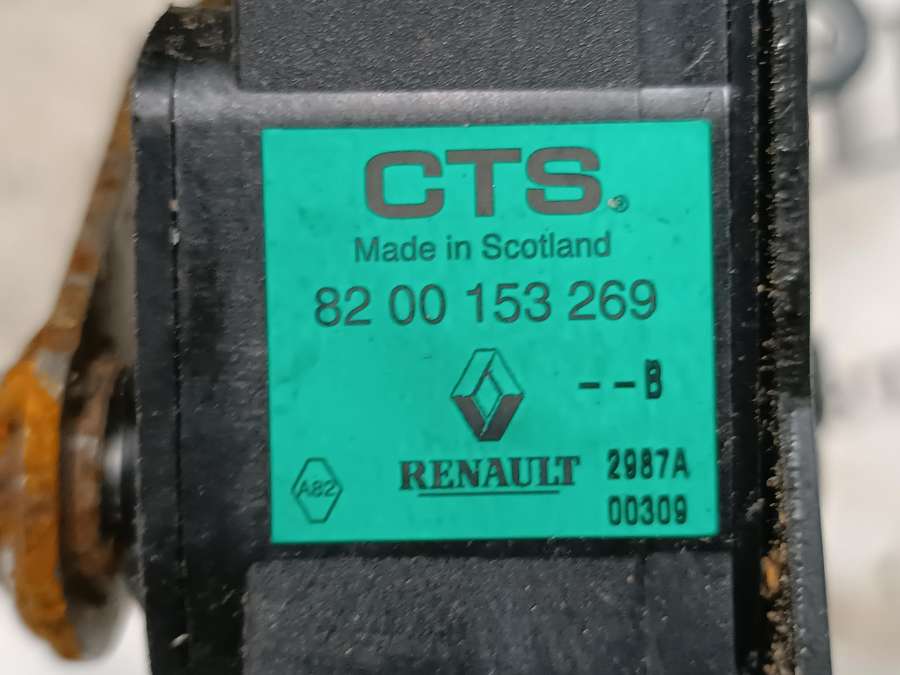 CTS®
Made in Scotland
82 00 153 269
--B
RENAULT
2987A
A82
00309